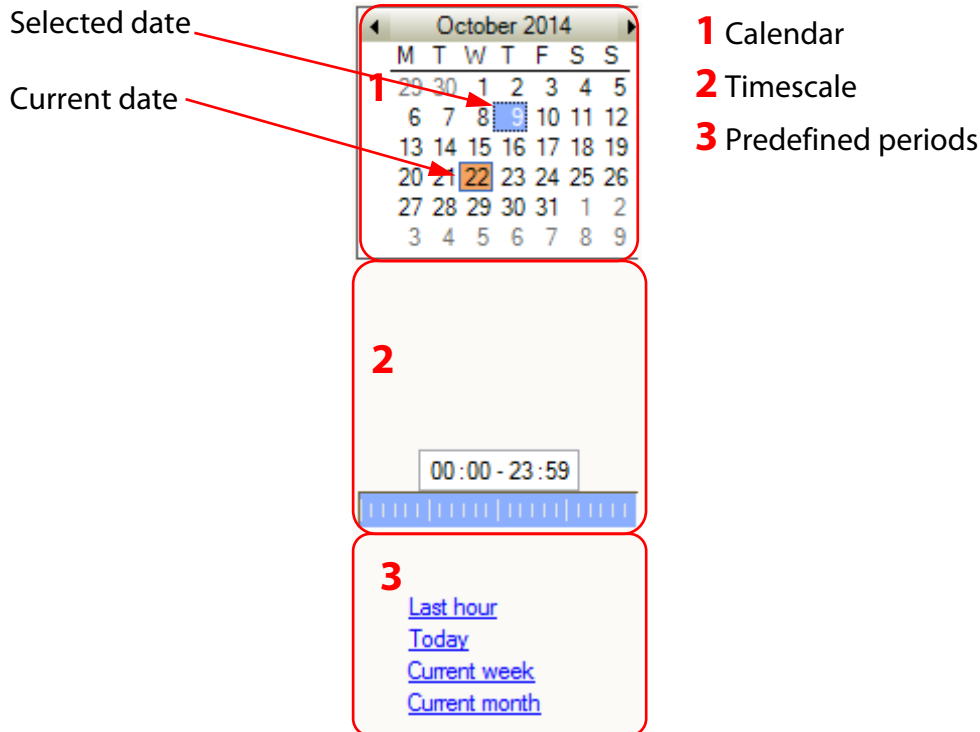 Selected date
Current date
October 2014
M T W T F S S
29 30 1 2 3 4 5
6 7 8 9 10 11 12
13 14 15 16 17 18 19
20 21 22 23 24 25 26
27 28 29 30 31 1 2
3 4 5 6 7 8 9
1
2
00:00 - 23:59
3
Last hour
Today
Current week
Current month
1 Calendar
2 Timescale
3 Predefined periods